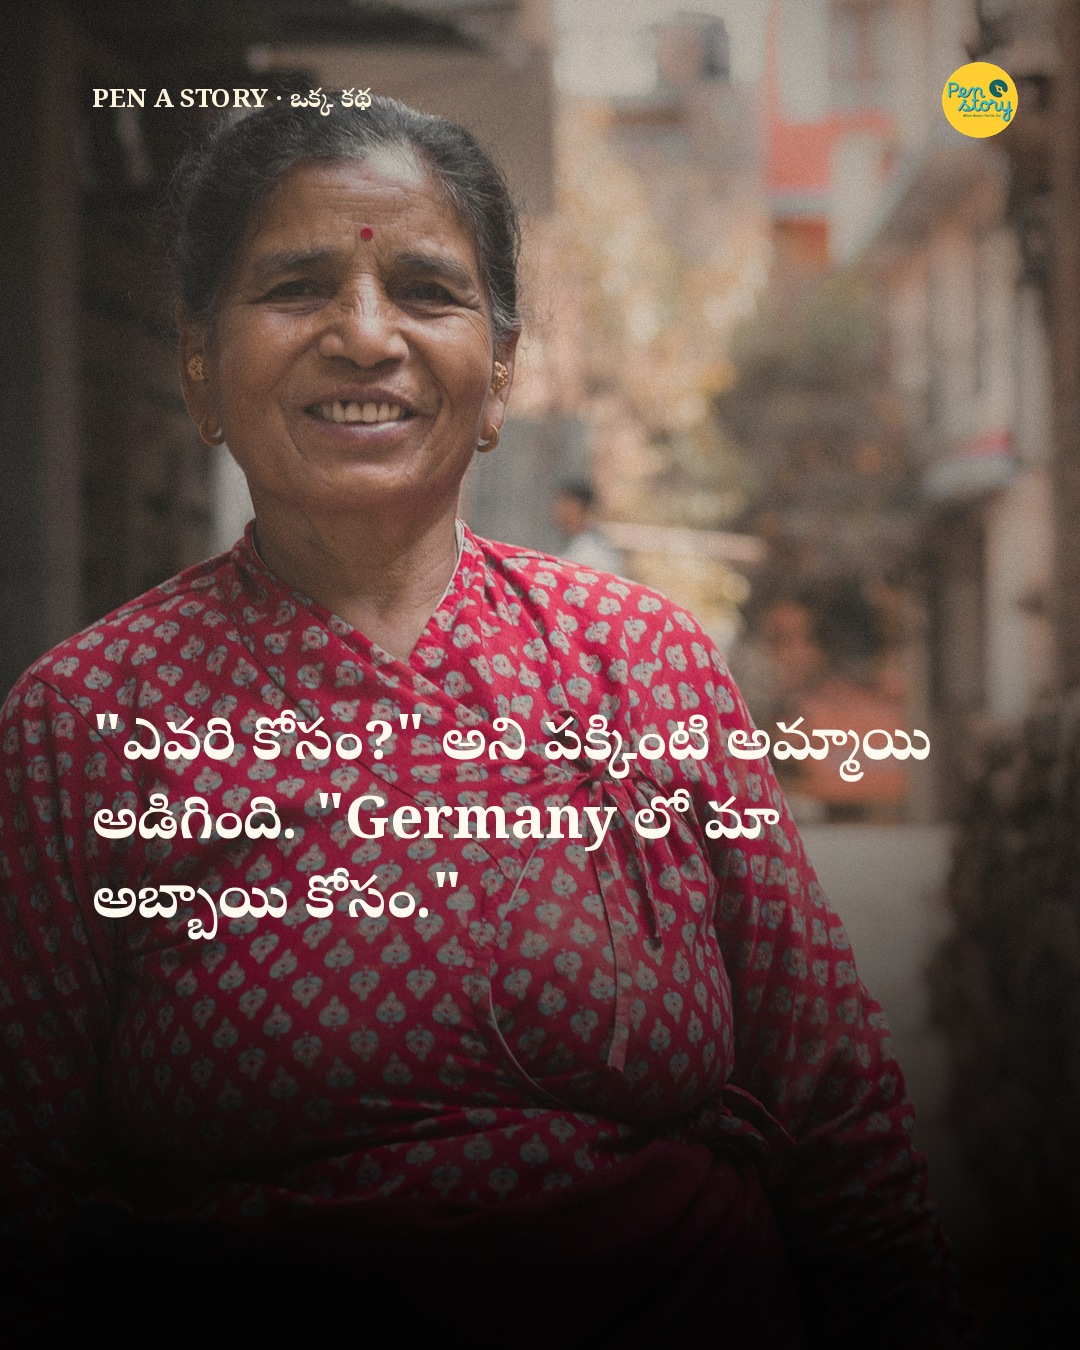 PEN A STORY · ఒక్క కథ
Pen
story
"ఎవరి కోసం?" అని పక్కింటి అమ్మాయి
అడిగింది. "Germany లో మా
అబ్బాయి కోసం."